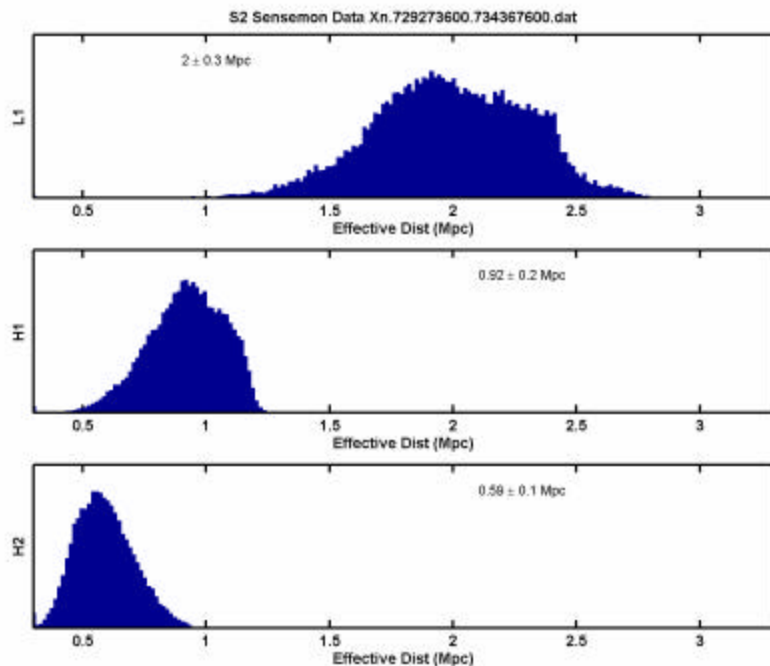 S2 Sensemon Data Xn.729273600.734367600.dat
2 ± 0.3 Mpc
L1
0.5 1 1.5 2 2.5 3
Effective Dist (Mpc)
0.92 ± 0.2 Mpc
H1
0.5 1 1.5 2 2.5 3
Effective Dist (Mpc)
0.59 ± 0.1 Mpc
H2
0.5 1 1.5 2 2.5 3
Effective Dist (Mpc)